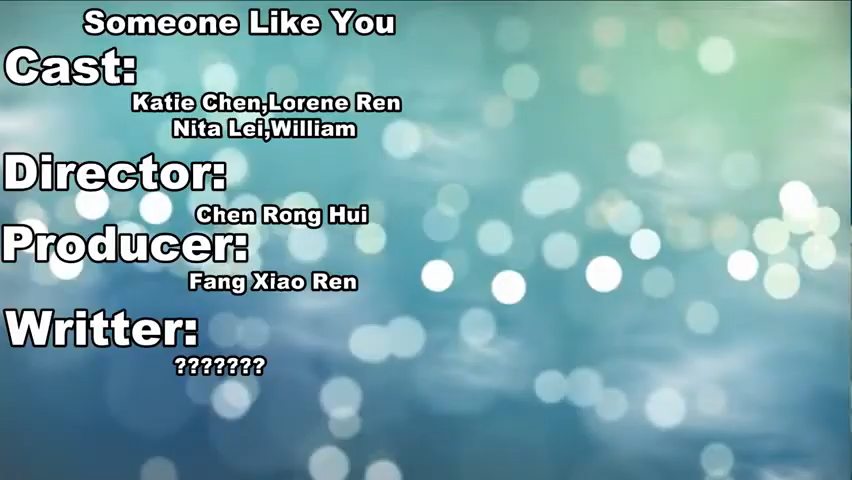 Someone Like You
Cast:
Katie Chen,Lorene Ren
Nita Lei,William
Director:
Chen Rong Hui
Producer:
Fang Xiao Ren
Writter:
???????